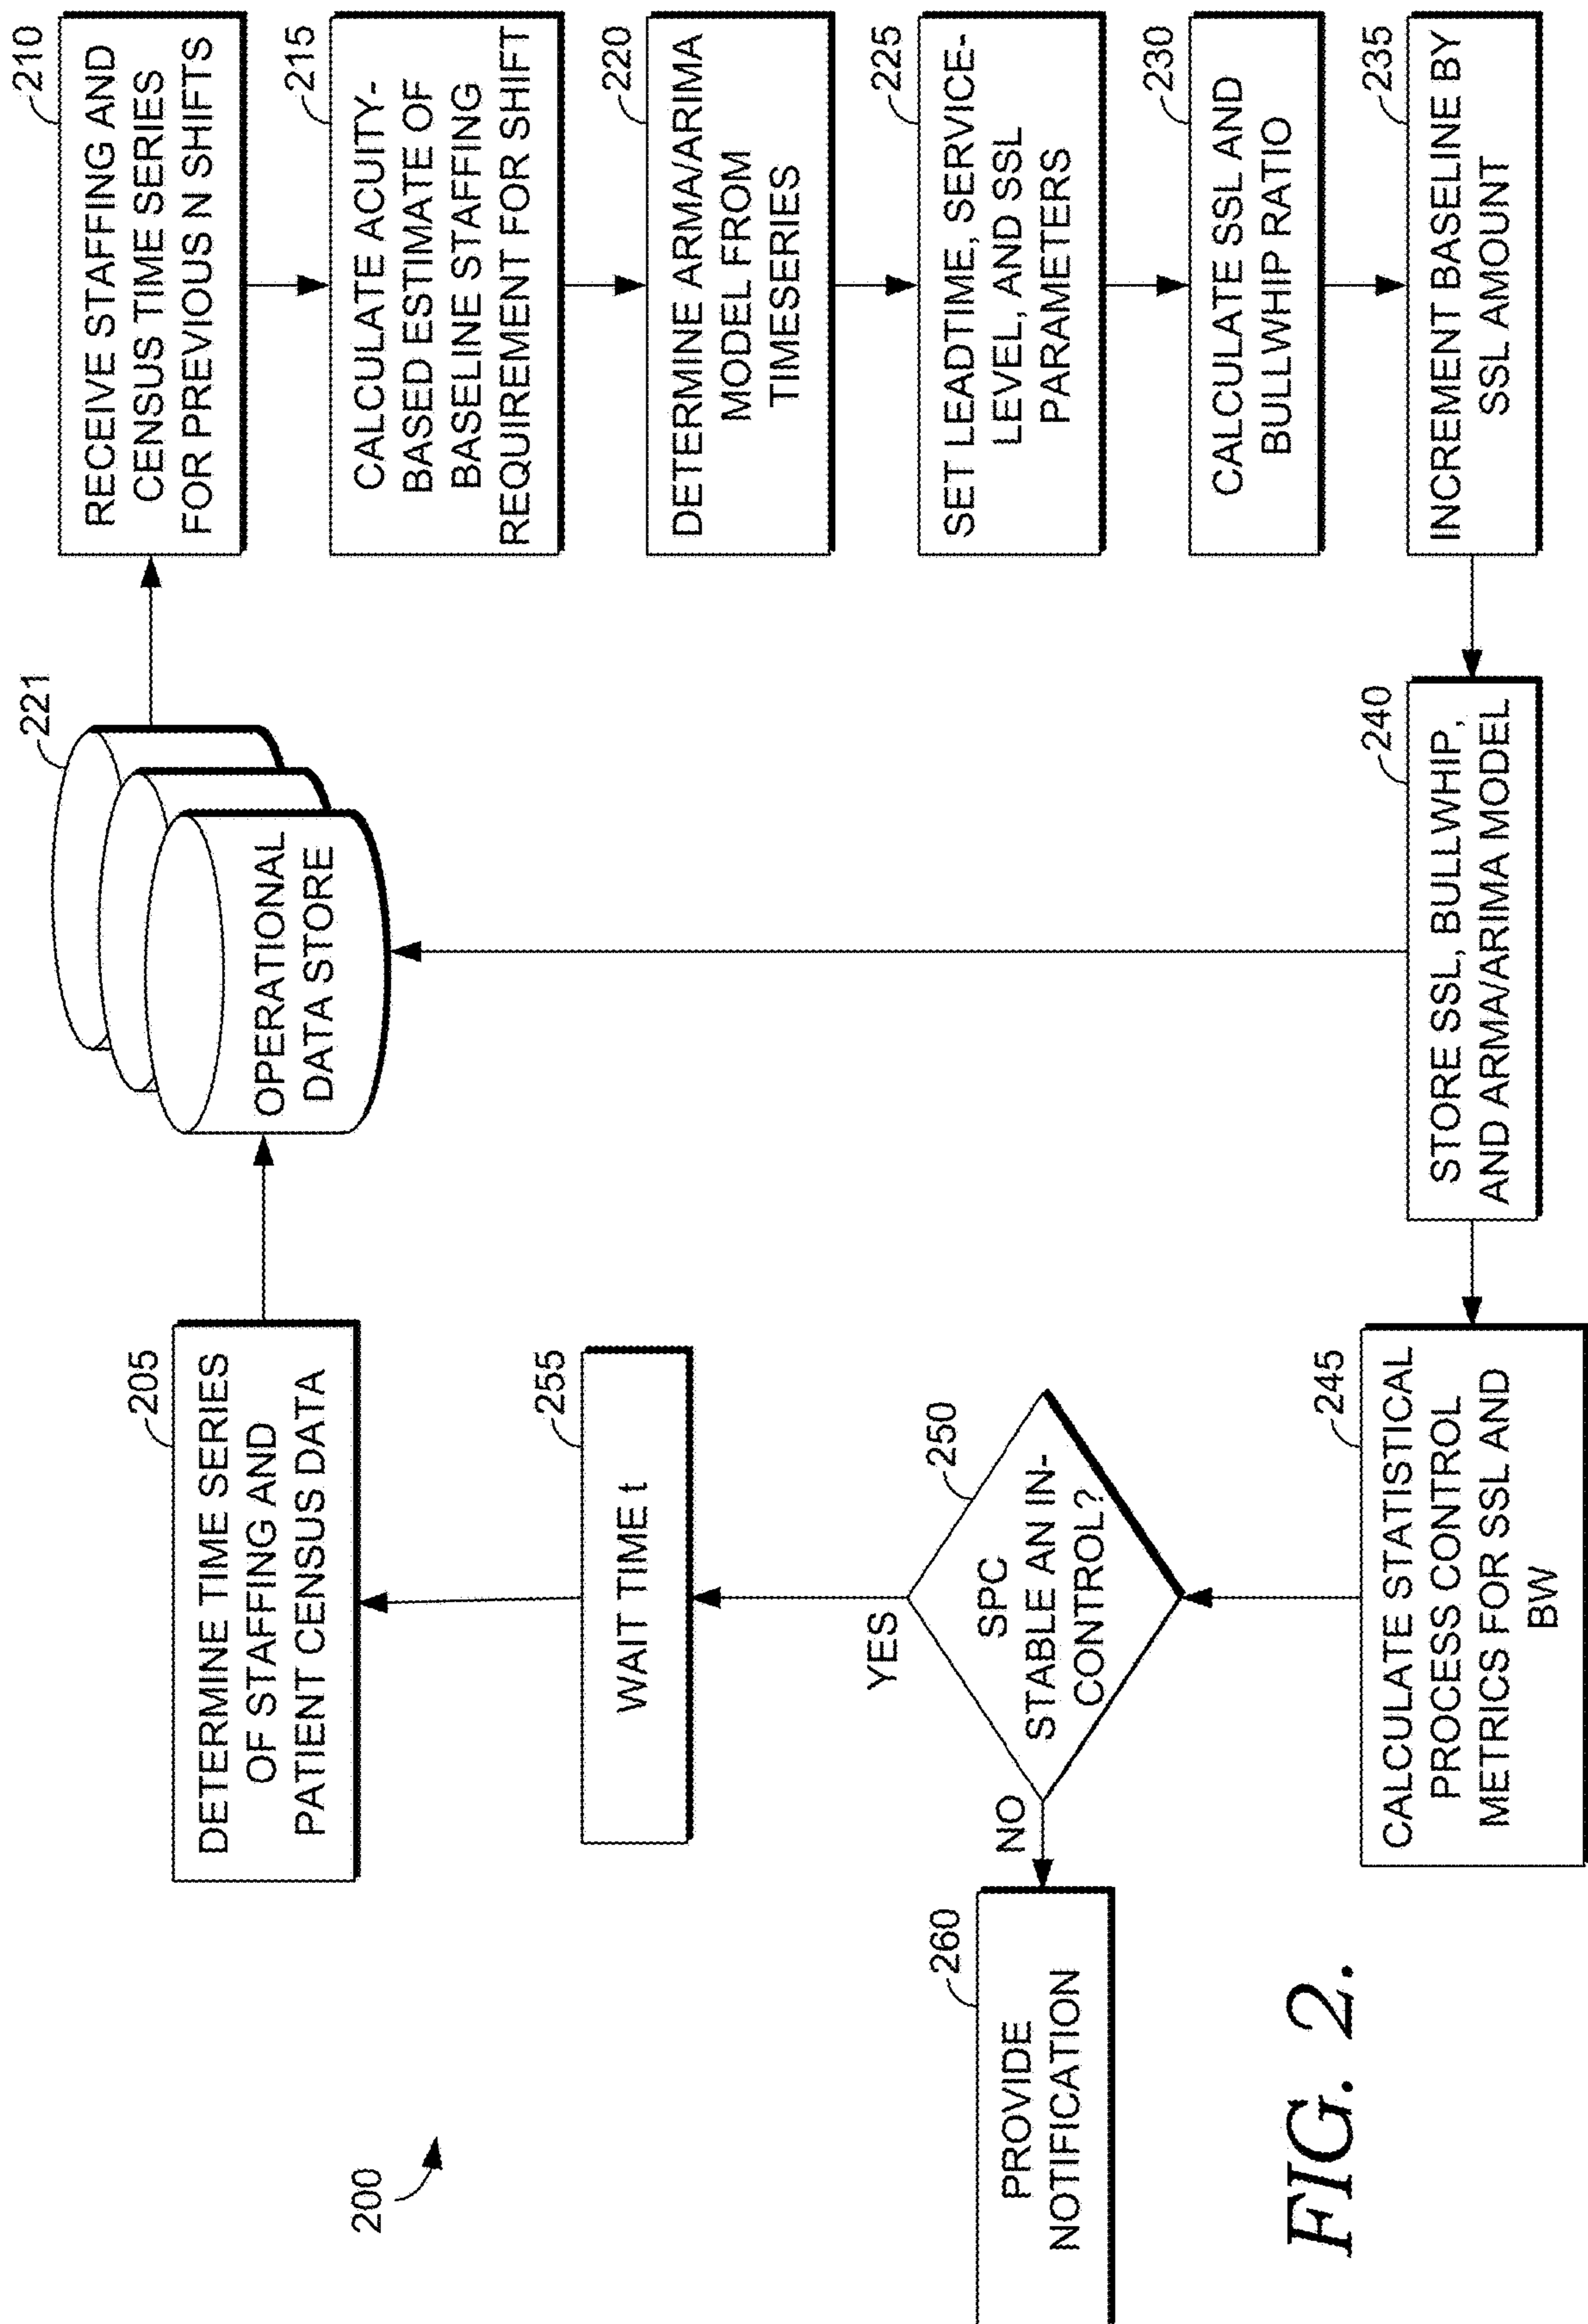 200
205
DETERMINE TIME SERIES
OF STAFFING AND
PATIENT CENSUS DATA
221
OPERATIONAL
DATA STORE
210
RECEIVE STAFFING AND
CENSUS TIME SERIES
FOR PREVIOUS N SHIFTS
215
CALCULATE ACUITY-
BASED ESTIMATE OF
BASELINE STAFFING
REQUIREMENT FOR SHIFT
220
DETERMINE ARMA/ARIMA
MODEL FROM
TIMESERIES
225
SET LEADTIME, SERVICE-
LEVEL, AND SSL
PARAMETERS
230
CALCULATE SSL AND
BULLWHIP RATIO
235
INCREMENT BASELINE BY
SSL AMOUNT
240
STORE SSL, BULLWHIP,
AND ARMA/ARIMA MODEL
245
CALCULATE STATISTICAL
PROCESS CONTROL
METRICS FOR SSL AND
BW
250
SPC
STABLE AN IN-
CONTROL?
YES
NO
255
WAIT TIME t
260
PROVIDE
NOTIFICATION
FIG. 2.